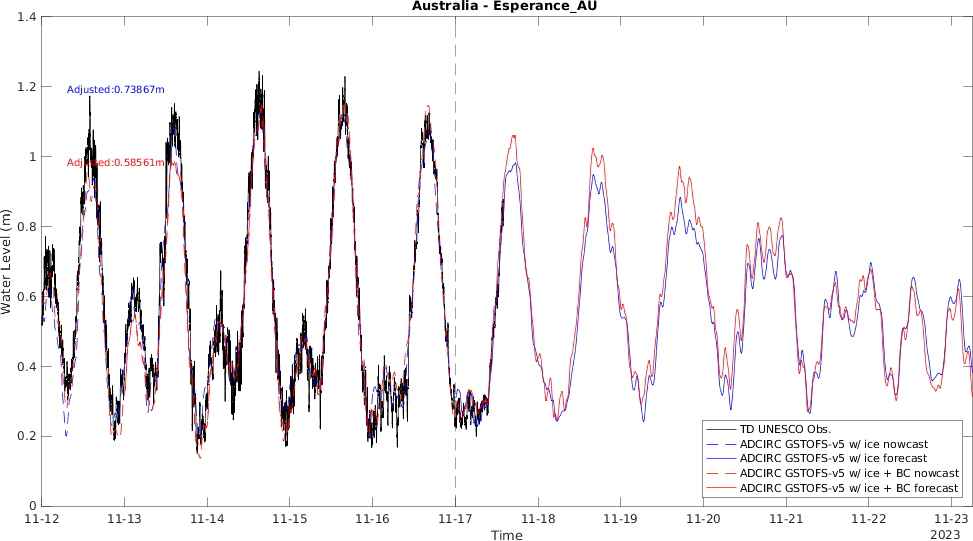 Australia - Esperance_AU
1.4
1.2
1
0.8
0.6
0.4
0.2
0
Water Level (m)
Adjusted:0.73867m
Adjusted:0.58561m
TD UNESCO Obs.
ADCIRC GSTOFS-v5 w/ ice nowcast
ADCIRC GSTOFS-v5 w/ ice forecast
ADCIRC GSTOFS-v5 w/ ice + BC nowcast
ADCIRC GSTOFS-v5 w/ ice + BC forecast
11-12 11-13 11-14 11-15 11-16 11-17 11-18 11-19 11-20 11-21 11-22 11-23
2023
Time